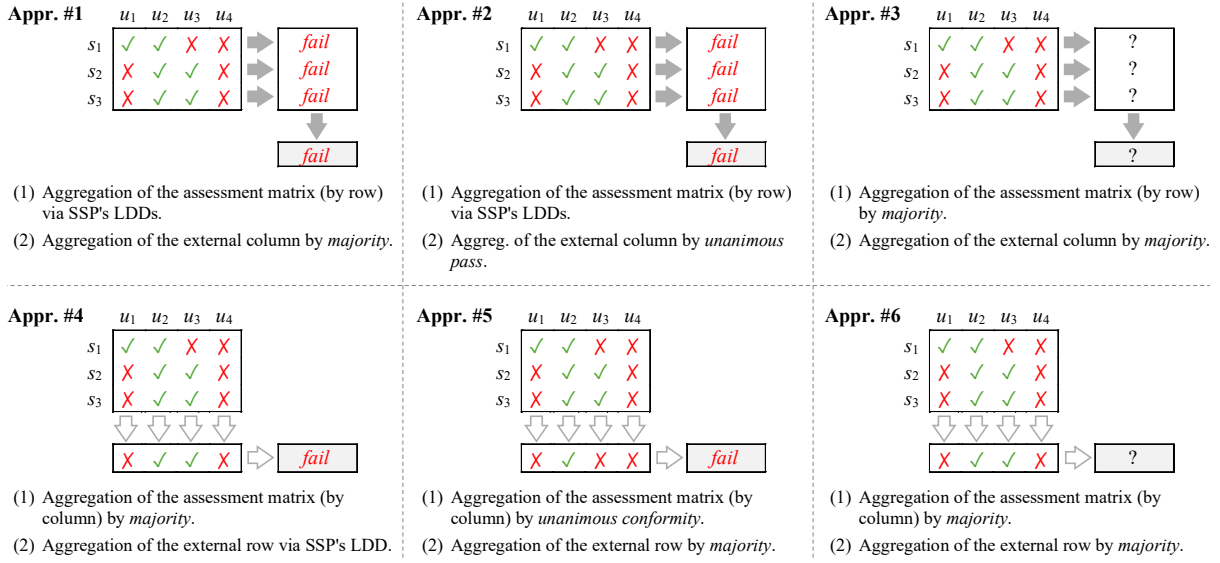 Appr. #1 u1 u2 u3 u4
s1 ✓ ✓ ✗ ✗ fail
s2 ✗ ✓ ✓ ✗ fail
s3 ✗ ✓ ✓ ✗ fail
fail
(1) Aggregation of the assessment matrix (by row)
via SSP's LDDs.
(2) Aggregation of the external column by majority.
Appr. #2 u1 u2 u3 u4
s1 ✓ ✓ ✗ ✗ fail
s2 ✗ ✓ ✓ ✗ fail
s3 ✗ ✓ ✓ ✗ fail
fail
(1) Aggregation of the assessment matrix (by row)
via SSP's LDDs.
(2) Aggreg. of the external column by unanimous
pass.
Appr. #3 u1 u2 u3 u4
s1 ✓ ✓ ✗ ✗ ?
s2 ✗ ✓ ✓ ✗ ?
s3 ✗ ✓ ✓ ✗ ?
?
(1) Aggregation of the assessment matrix (by row)
by majority.
(2) Aggregation of the external column by majority.
Appr. #4 u1 u2 u3 u4
s1 ✓ ✓ ✗ ✗
s2 ✗ ✓ ✓ ✗
s3 ✗ ✓ ✓ ✗
✗ ✓ ✓ ✗ fail
(1) Aggregation of the assessment matrix (by
column) by majority.
(2) Aggregation of the external row via SSP's LDD.
Appr. #5 u1 u2 u3 u4
s1 ✓ ✓ ✗ ✗
s2 ✗ ✓ ✓ ✗
s3 ✗ ✓ ✓ ✗
✗ ✓ ✗ ✗ fail
(1) Aggregation of the assessment matrix (by
column) by unanimous conformity.
(2) Aggregation of the external row by majority.
Appr. #6 u1 u2 u3 u4
s1 ✓ ✓ ✗ ✗
s2 ✗ ✓ ✓ ✗
s3 ✗ ✓ ✓ ✗
✗ ✓ ✓ ✗ ?
(1) Aggregation of the assessment matrix (by
column) by majority.
(2) Aggregation of the external row by majority.